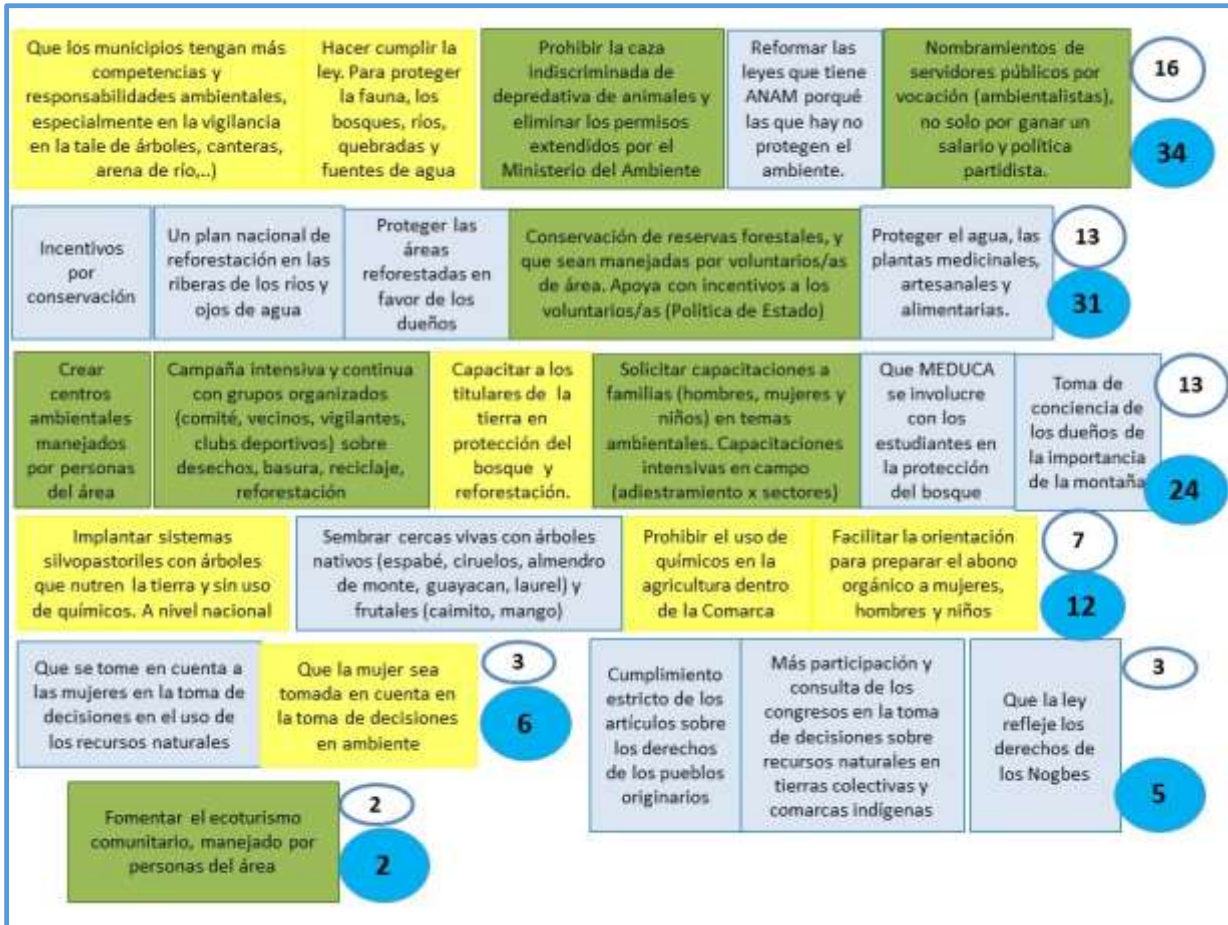 Que los municipios tengan más
competencias y
responsabilidades ambientales,
especialmente en la vigilancia
en la tale de árboles, canteras,
arena de río,..)
Hacer cumplir la
ley. Para proteger
la fauna, los
bosques, ríos,
quebradas y
fuentes de agua
Prohibir la caza
indiscriminada de
depredativa de animales y
eliminar los permisos
extendidos por el
Ministerio del Ambiente
Reformar las
leyes que tiene
ANAM porqué
las que hay no
protegen el
ambiente.
Nombramientos de
servidores públicos por
vocación (ambientalistas),
no solo por ganar un
salario y política
partidista.
16
34
Incentivos
por
conservación
Un plan nacional de
reforestación en las
riberas de los ríos y
ojos de agua
Proteger las
áreas
reforestadas en
favor de los
dueños
Conservación de reservas forestales, y
que sean manejadas por voluntarios/as
de área. Apoya con incentivos a los
voluntarios/as (Política de Estado)
Proteger el agua, las
plantas medicinales,
artesanales y
alimentarias.
13
31
Crear
centros
ambientales
manejados
por personas
del área
Campaña intensiva y continua
con grupos organizados
(comité, vecinos, vigilantes,
clubs deportivos) sobre
desechos, basura, reciclaje,
reforestación
Capacitar a los
titulares de la
tierra en
protección del
bosque y
reforestación.
Solicitar capacitaciones a
familias (hombres, mujeres y
niños) en temas
ambientales. Capacitaciones
intensivas en campo
(adiestramiento x sectores)
Que MEDUCA
se involucre
con los
estudiantes en
la protección
del bosque
Toma de
conciencia de
los dueños de
la importancia
de la montaña
13
24
Implantar sistemas
silvopastoriles con árboles
que nutren la tierra y sin uso
de químicos. A nivel nacional
Sembrar cercas vivas con árboles
nativos (espabé, ciruelos, almendro
de monte, guayacan, laurel) y
frutales (caimito, mango)
Prohibir el uso de
químicos en la
agricultura dentro
de la Comarca
Facilitar la orientación
para preparar el abono
orgánico a mujeres,
hombres y niños
7
12
Que se tome en cuenta a
las mujeres en la toma de
decisiones en el uso de
los recursos naturales
Que la mujer sea
tomada en cuenta en
la toma de decisiones
en ambiente
3
6
Cumplimiento
estricto de los
artículos sobre
los derechos
de los pueblos
originarios
Más participación y
consulta de los
congresos en la toma
de decisiones sobre
recursos naturales en
tierras colectivas y
comarcas indígenas
Que la ley
refleje los
derechos de
los Nogbes
3
5
Fomentar el ecoturismo
comunitario, manejado por
personas del área
2
2